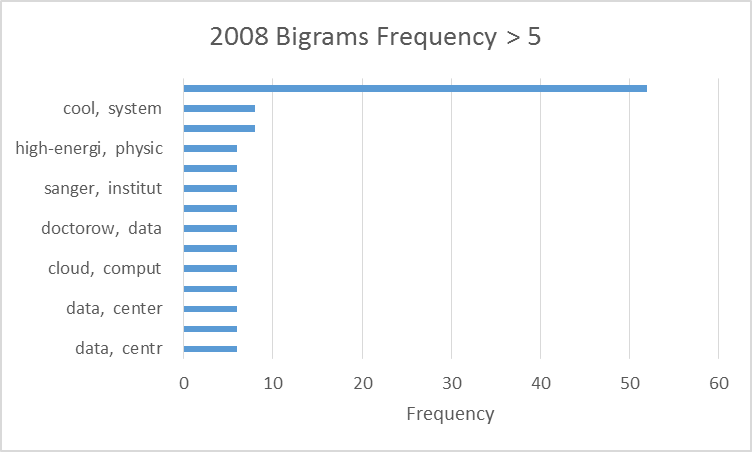 2008 Bigrams Frequency > 5
cool, system
high-energi, physic
sanger, institut
doctorow, data
cloud, comput
data, center
data, centr
0 10 20 30 40 50 60
Frequency